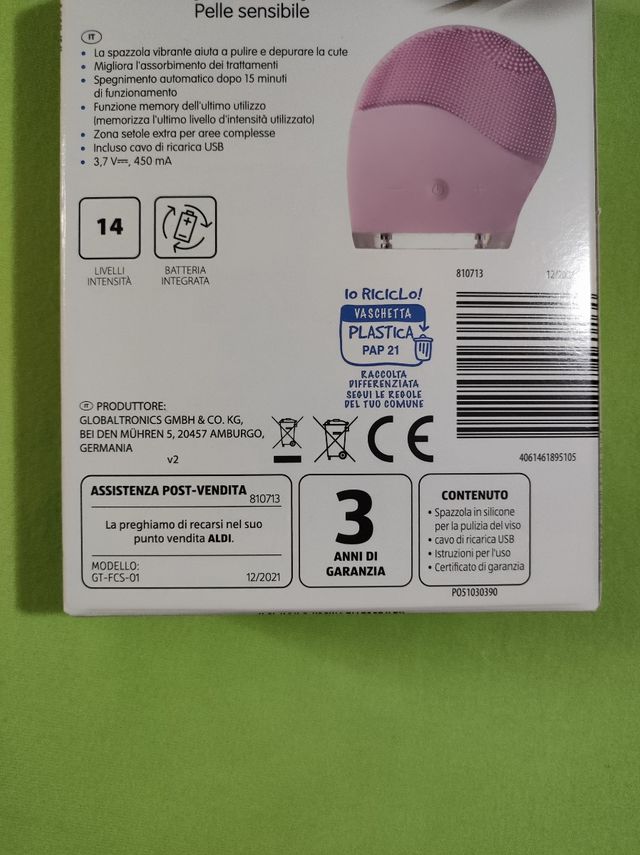 Pelle sensibile
IT
• La spazzola vibrante aiuta a pulire e depurare la cute
• Migliora l'assorbimento dei trattamenti
• Spegnimento automatico dopo 15 minuti
di funzionamento
• Funzione memory dell'ultimo utilizzo
(memorizza l'ultimo livello d'intensità utilizzato)
• Zona setole extra per aree complesse
• Incluso cavo di ricarica USB
• 3,7 V⎓, 450 mA
14
LIVELLI
INTENSITÀ
BATTERIA
INTEGRATA
810713
12/2021
IO RICICLO!
VASCHETTA
PLASTICA
PAP 21
RACCOLTA
DIFFERENZIATA
SEGUI LE REGOLE
DEL TUO COMUNE
IT PRODUTTORE:
GLOBALTRONICS GMBH & CO. KG,
BEI DEN MÜHREN 5, 20457 AMBURGO,
GERMANIA
v2
CE
4061461895105
ASSISTENZA POST-VENDITA 810713
La preghiamo di recarsi nel suo
punto vendita ALDI.
MODELLO:
GT-FCS-01 12/2021
3
ANNI DI
GARANZIA
CONTENUTO
• Spazzola in silicone
per la pulizia del viso
• cavo di ricarica USB
• Istruzioni per l'uso
• Certificato di garanzia
PO51030390